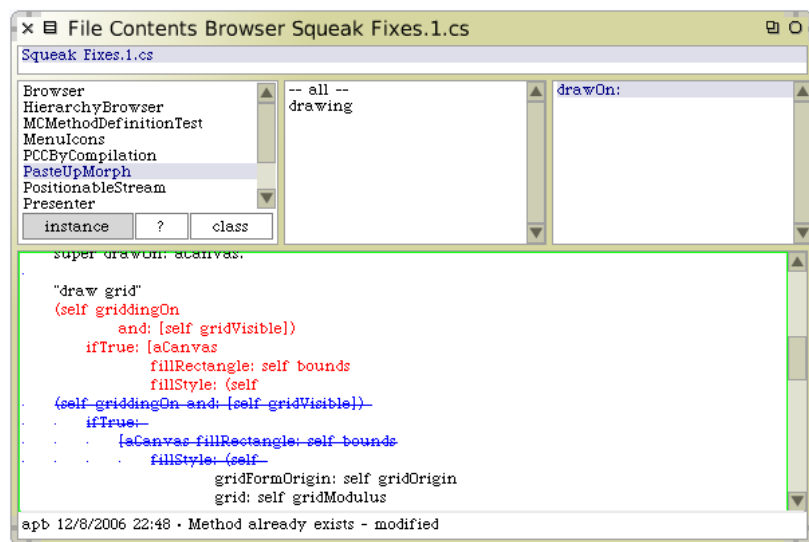 File Contents Browser Squeak Fixes.1.cs
Squeak Fixes.1.cs
Browser
HierarchyBrowser
MCMethodDefinitionTest
MenuIcons
PCCByCompilation
PasteUpMorph
PositionableStream
Presenter
instance ? class
-- all --
drawing
drawOn:
super drawOn: aCanvas.
"draw grid"
(self griddingOn
and: [self gridVisible])
ifTrue: [aCanvas
fillRectangle: self bounds
fillStyle: (self
(self griddingOn and: [self gridVisible])
ifTrue:
[aCanvas fillRectangle: self bounds
fillStyle: (self
gridFormOrigin: self gridOrigin
grid: self gridModulus
apb 12/8/2006 22:48 · Method already exists - modified